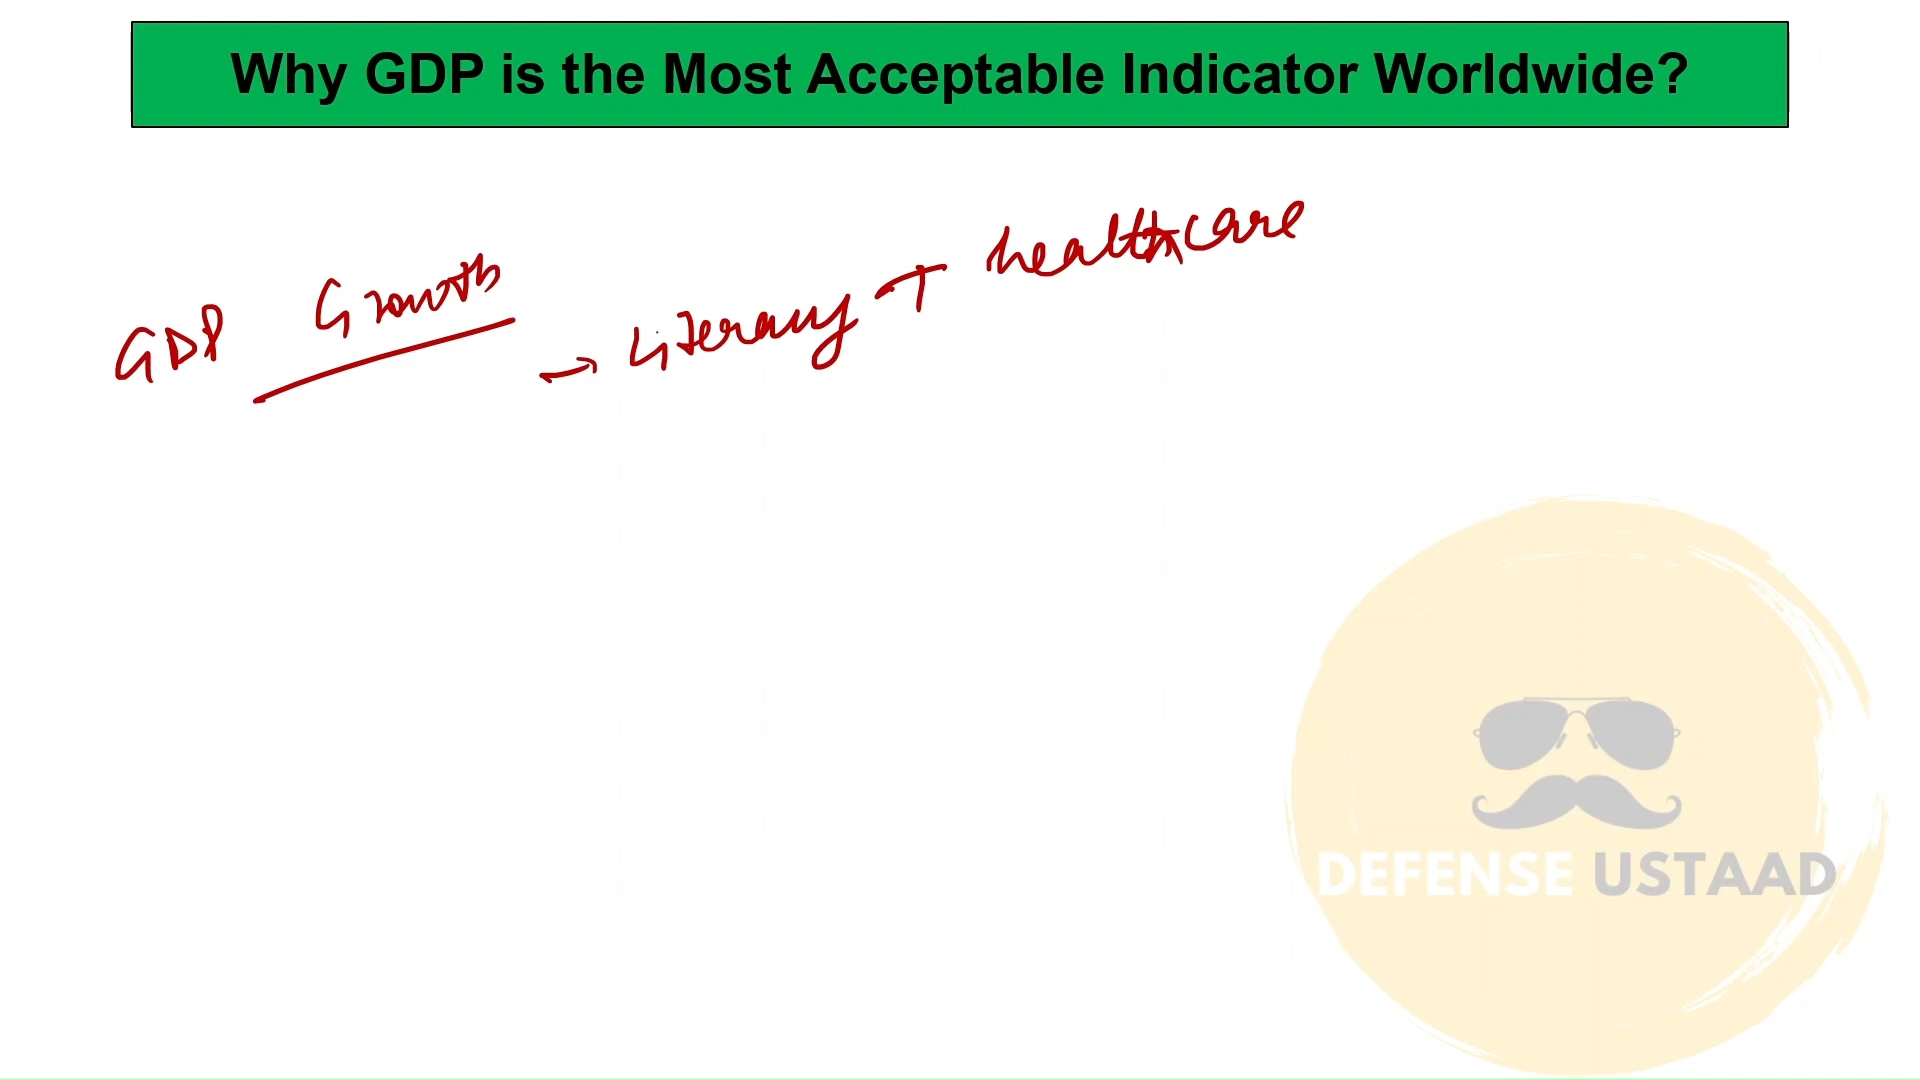 Why GDP is the Most Acceptable Indicator Worldwide?
GDP Growth → Literacy + healthcare
DEFENSE USTAAD